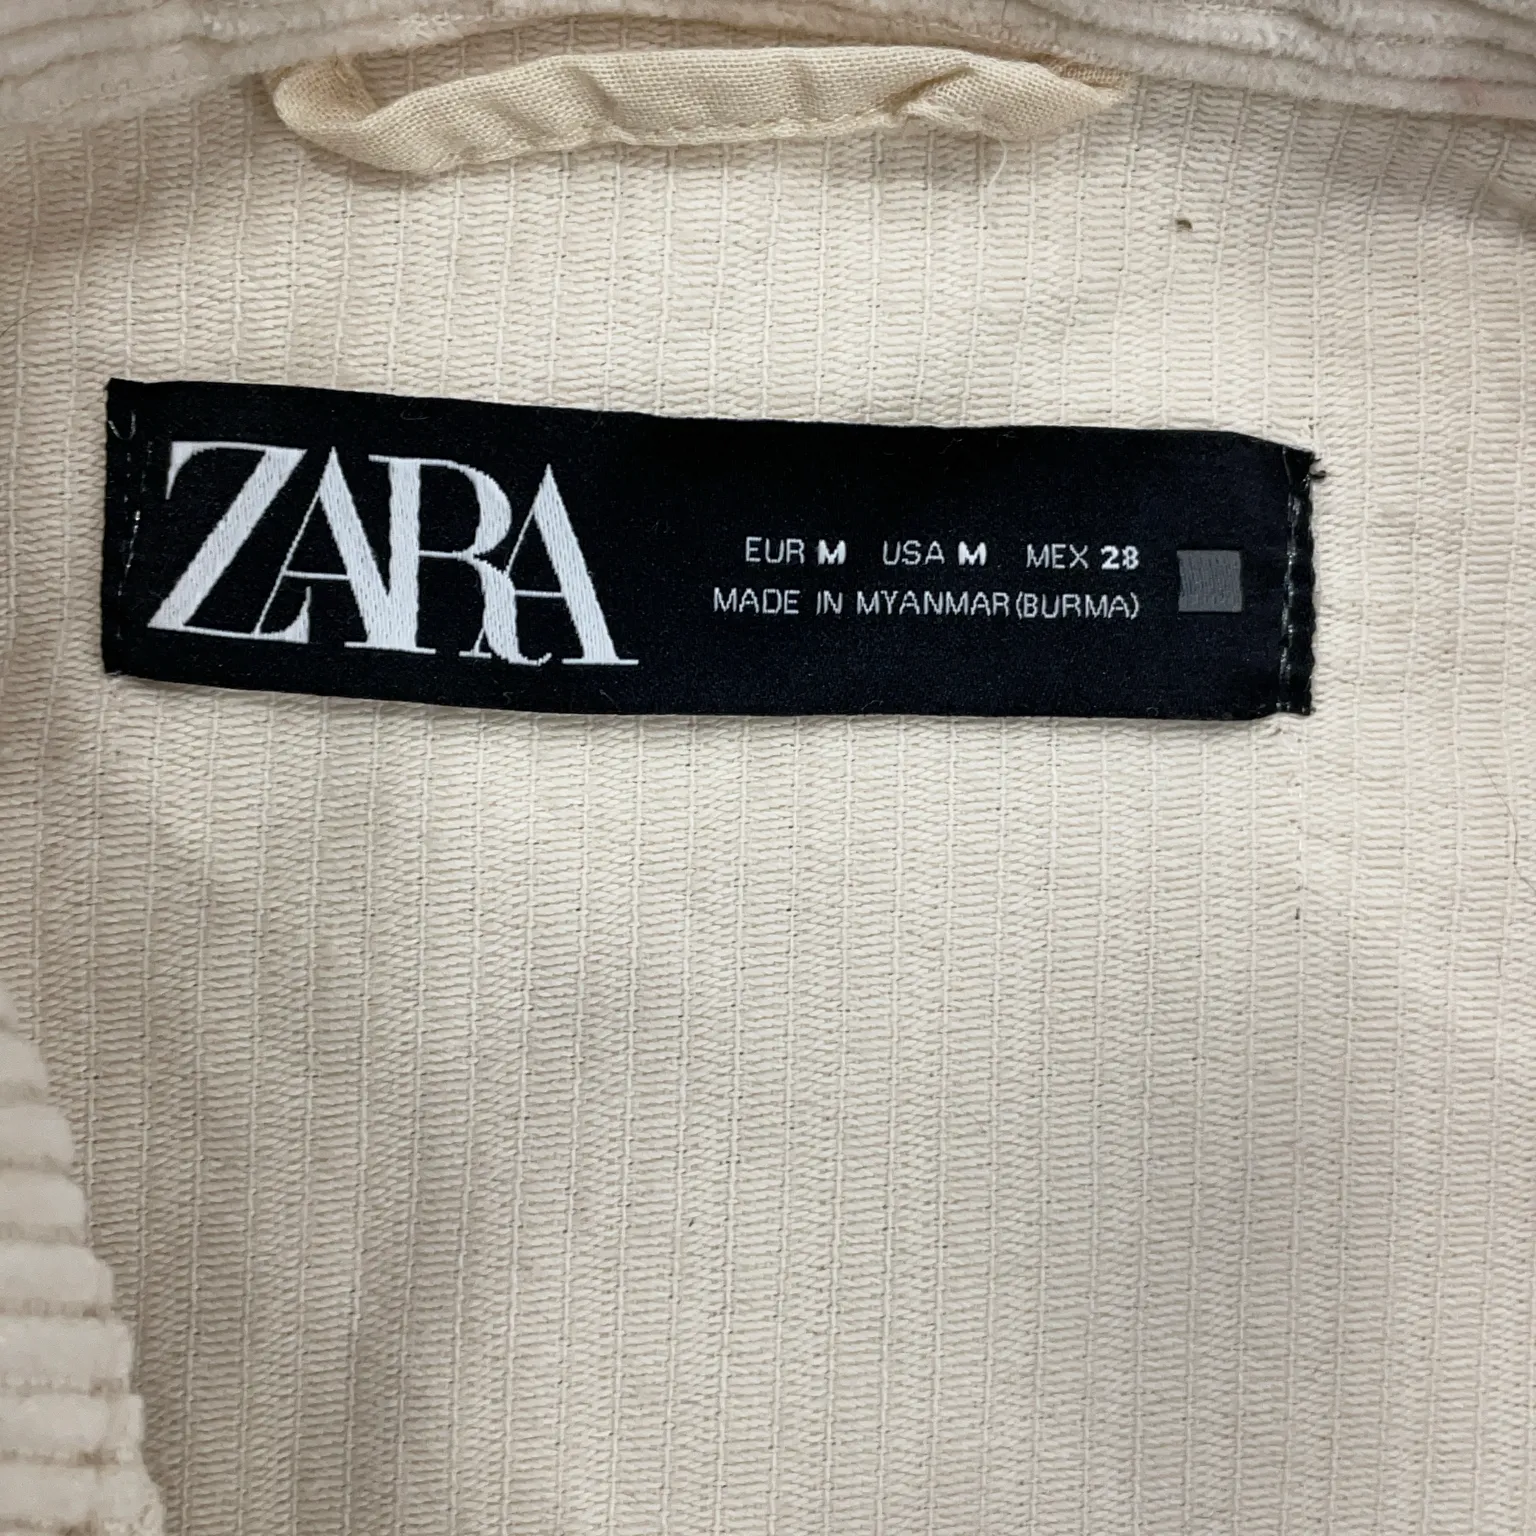 ZARA
EUR M USA M MEX 28
MADE IN MYANMAR (BURMA)